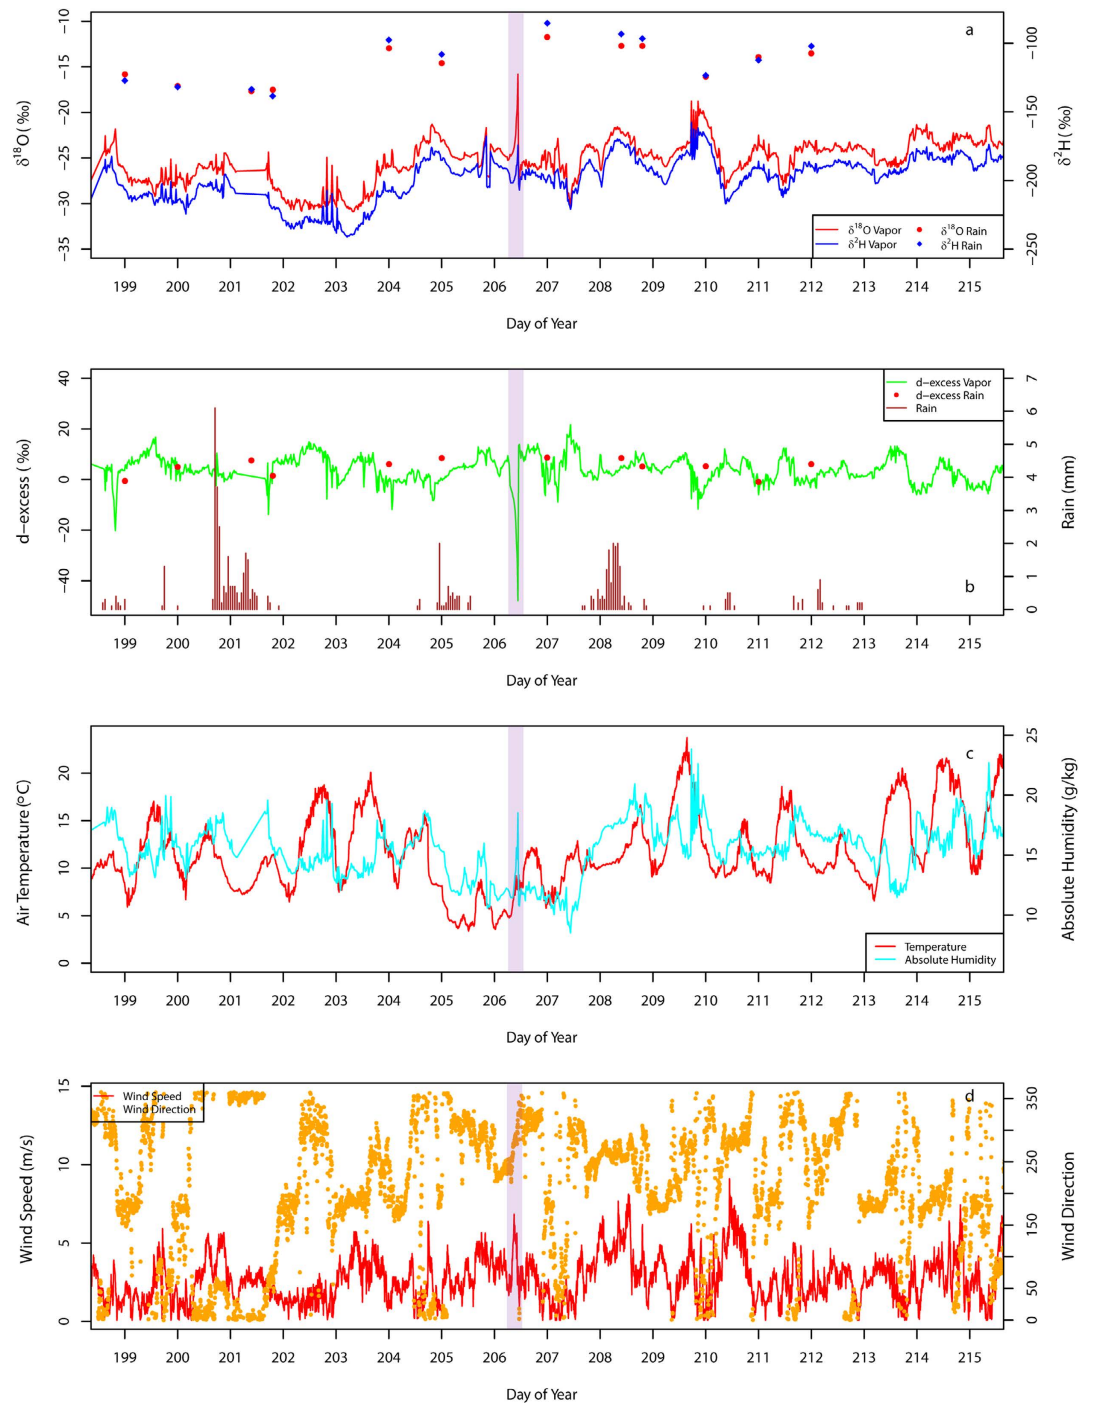 a
−10
−15
−20
−25
−30
−35
δ18O ( ‰)
−100
−150
−200
−250
δ2H ( ‰)
δ18O Vapor
δ18O Rain
δ2H Vapor
δ2H Rain
199 200 201 202 203 204 205 206 207 208 209 210 211 212 213 214 215
Day of Year
40
20
0
−20
−40
d−excess ( ‰)
7
6
5
4
3
2
1
0
Rain (mm)
d−excess Vapor
d−excess Rain
Rain
b
199 200 201 202 203 204 205 206 207 208 209 210 211 212 213 214 215
Day of Year
c
20
15
10
5
0
Air Temperature (°C)
25
20
15
10
Absolute Humidity (g/kg)
Temperature
Absolute Humidity
199 200 201 202 203 204 205 206 207 208 209 210 211 212 213 214 215
Day of Year
Wind Speed
Wind Direction
d
15
10
5
0
Wind Speed (m/s)
350
250
150
50
0
Wind Direction
199 200 201 202 203 204 205 206 207 208 209 210 211 212 213 214 215
Day of Year